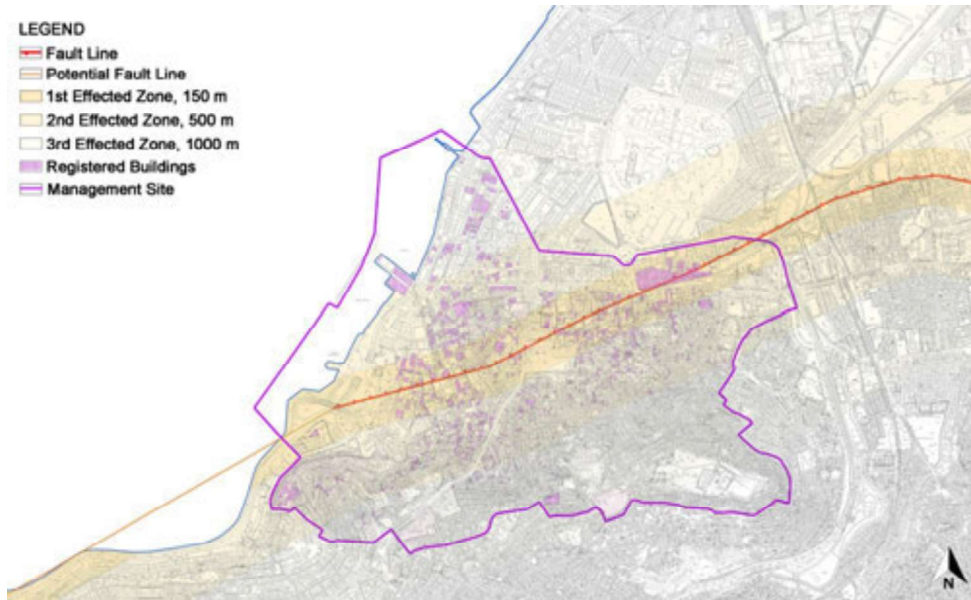 LEGEND
Fault Line
Potential Fault Line
1st Effected Zone, 150 m
2nd Effected Zone, 500 m
3rd Effected Zone, 1000 m
Registered Buildings
Management Site
N